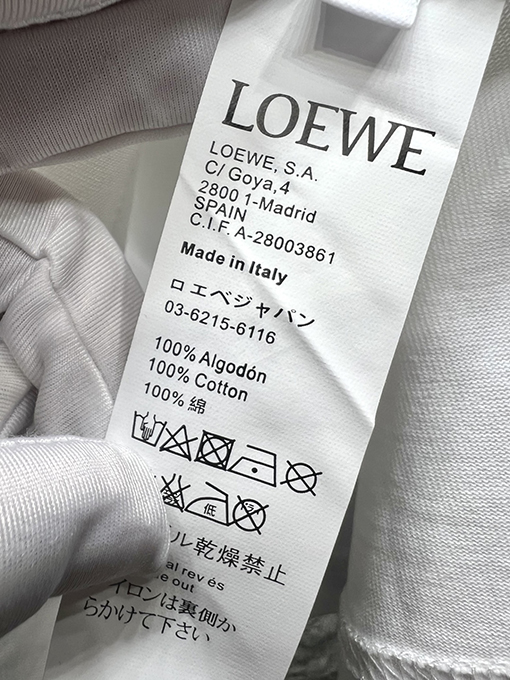 LOEWE
LOEWE, S.A.
C/ Goya,4
2800 1-Madrid
SPAIN
C.I.F. A-28003861
Made in Italy
ロエベジャパン
03-6215-6116
100% Algodón
100% Cotton
100% 綿
低
ル乾燥禁止
al rev és
e out
イロンは裏側か
らかけて下さい